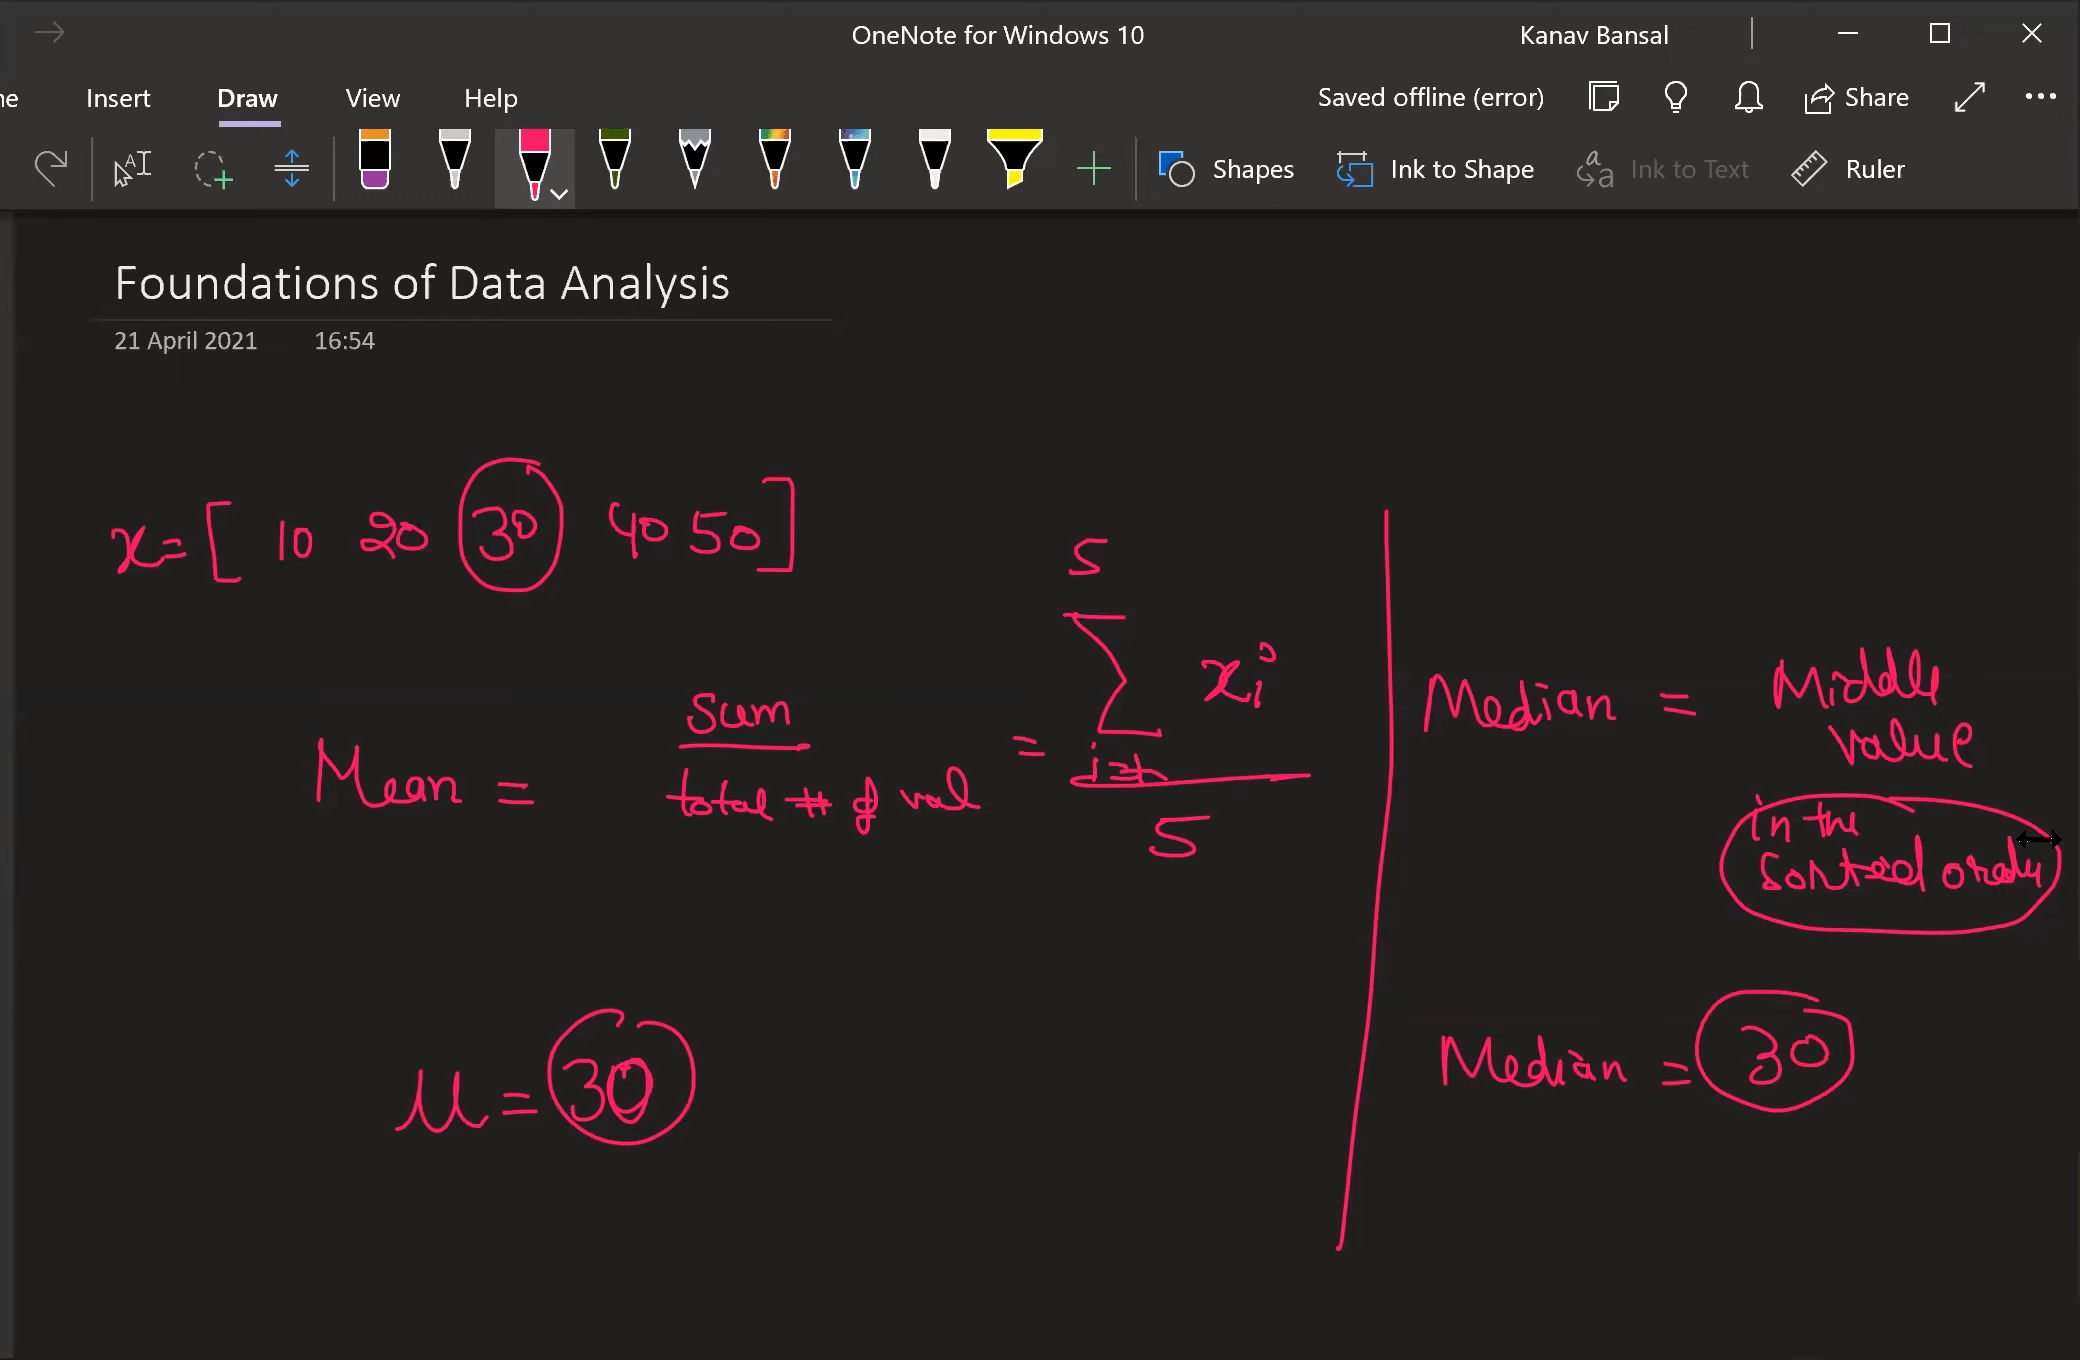 OneNote for Windows 10
Kanav Bansal
Insert Draw View Help
Saved offline (error)
Share
Shapes
Ink to Shape
Ink to Text
Ruler
Foundations of Data Analysis
21 April 2021 16:54
x = [ 10 20 30 40 50 ]
Mean = sum / total # of val = 5 ∑ i=1 xi / 5
Median = Middle
value
in the
sorted order
μ = 30
Median = 30